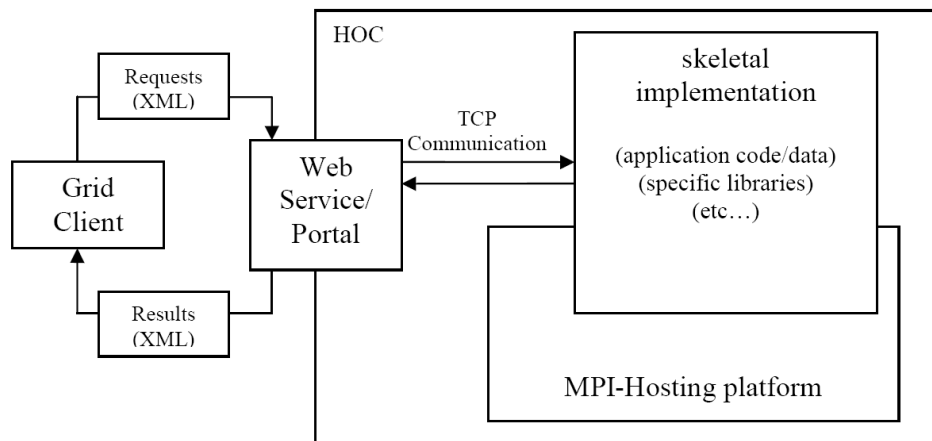 HOC
Requests
(XML)
Grid
Client
Results
(XML)
Web
Service/
Portal
TCP
Communication
skeletal
implementation
(application code/data)
(specific libraries)
(etc…)
MPI-Hosting platform